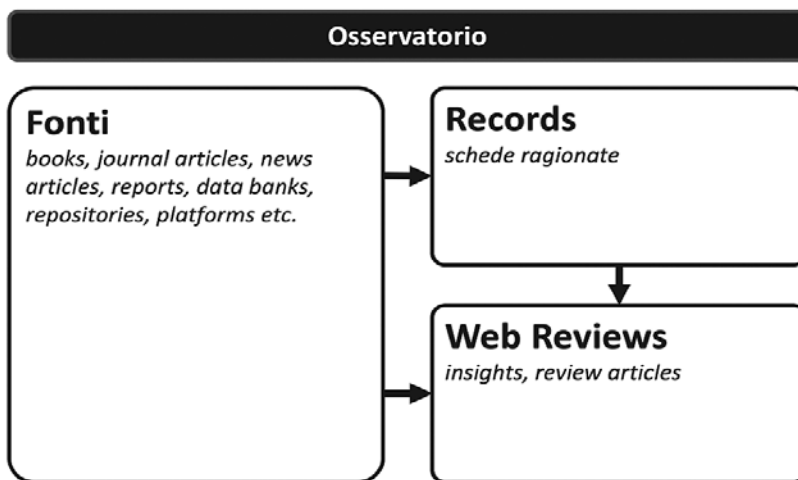 Osservatorio
Fonti
books, journal articles, news
articles, reports, data banks,
repositories, platforms etc.
Records
schede ragionate
Web Reviews
insights, review articles